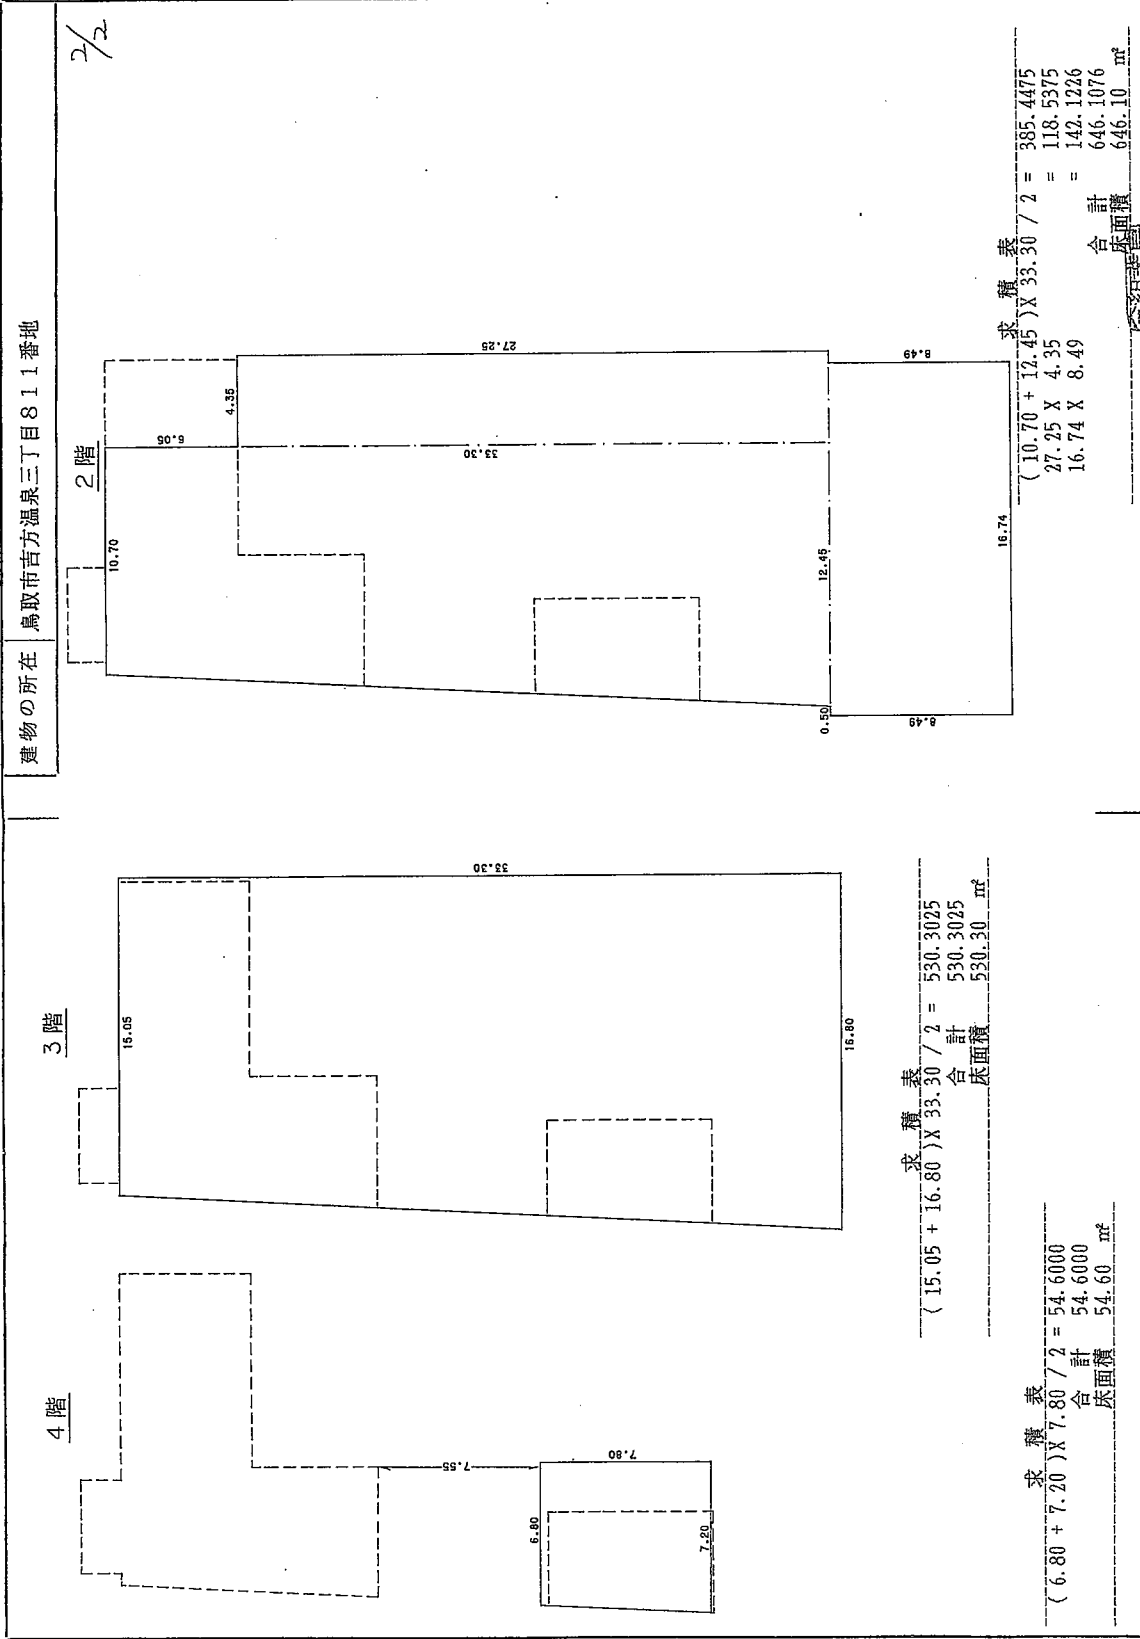 建物の所在 鳥取市吉方温泉三丁目811番地
2/2
4階
7.55
6.80
7.80
7.20
求積表
( 6.80 + 7.20 )X 7.80 / 2 = 54.6000
合計 54.6000
床面積 54.60 m²
3階
15.05
33.30
16.80
求積表
( 15.05 + 16.80 )X 33.30 / 2 = 530.3025
合計 530.3025
床面積 530.30 m²
2階
10.70
6.05
4.35
27.25
33.30
12.45
0.50
8.49
8.49
16.74
求積表
( 10.70 + 12.45 )X 33.30 / 2 = 385.4475
27.25 X 4.35 = 118.5375
16.74 X 8.49 = 142.1226
合計 646.1076
床面積 646.10 m²